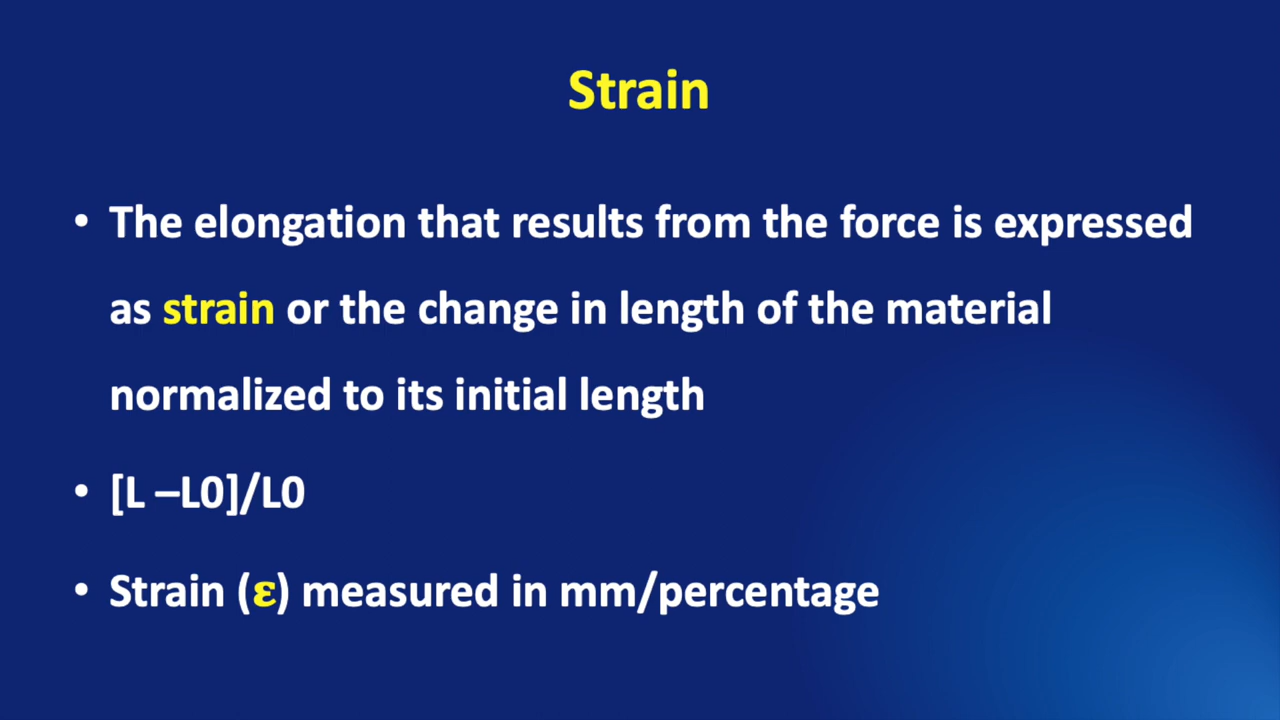 Strain
• The elongation that results from the force is expressed
as strain or the change in length of the material
normalized to its initial length
• [L –L0]/L0
• Strain (ε) measured in mm/percentage